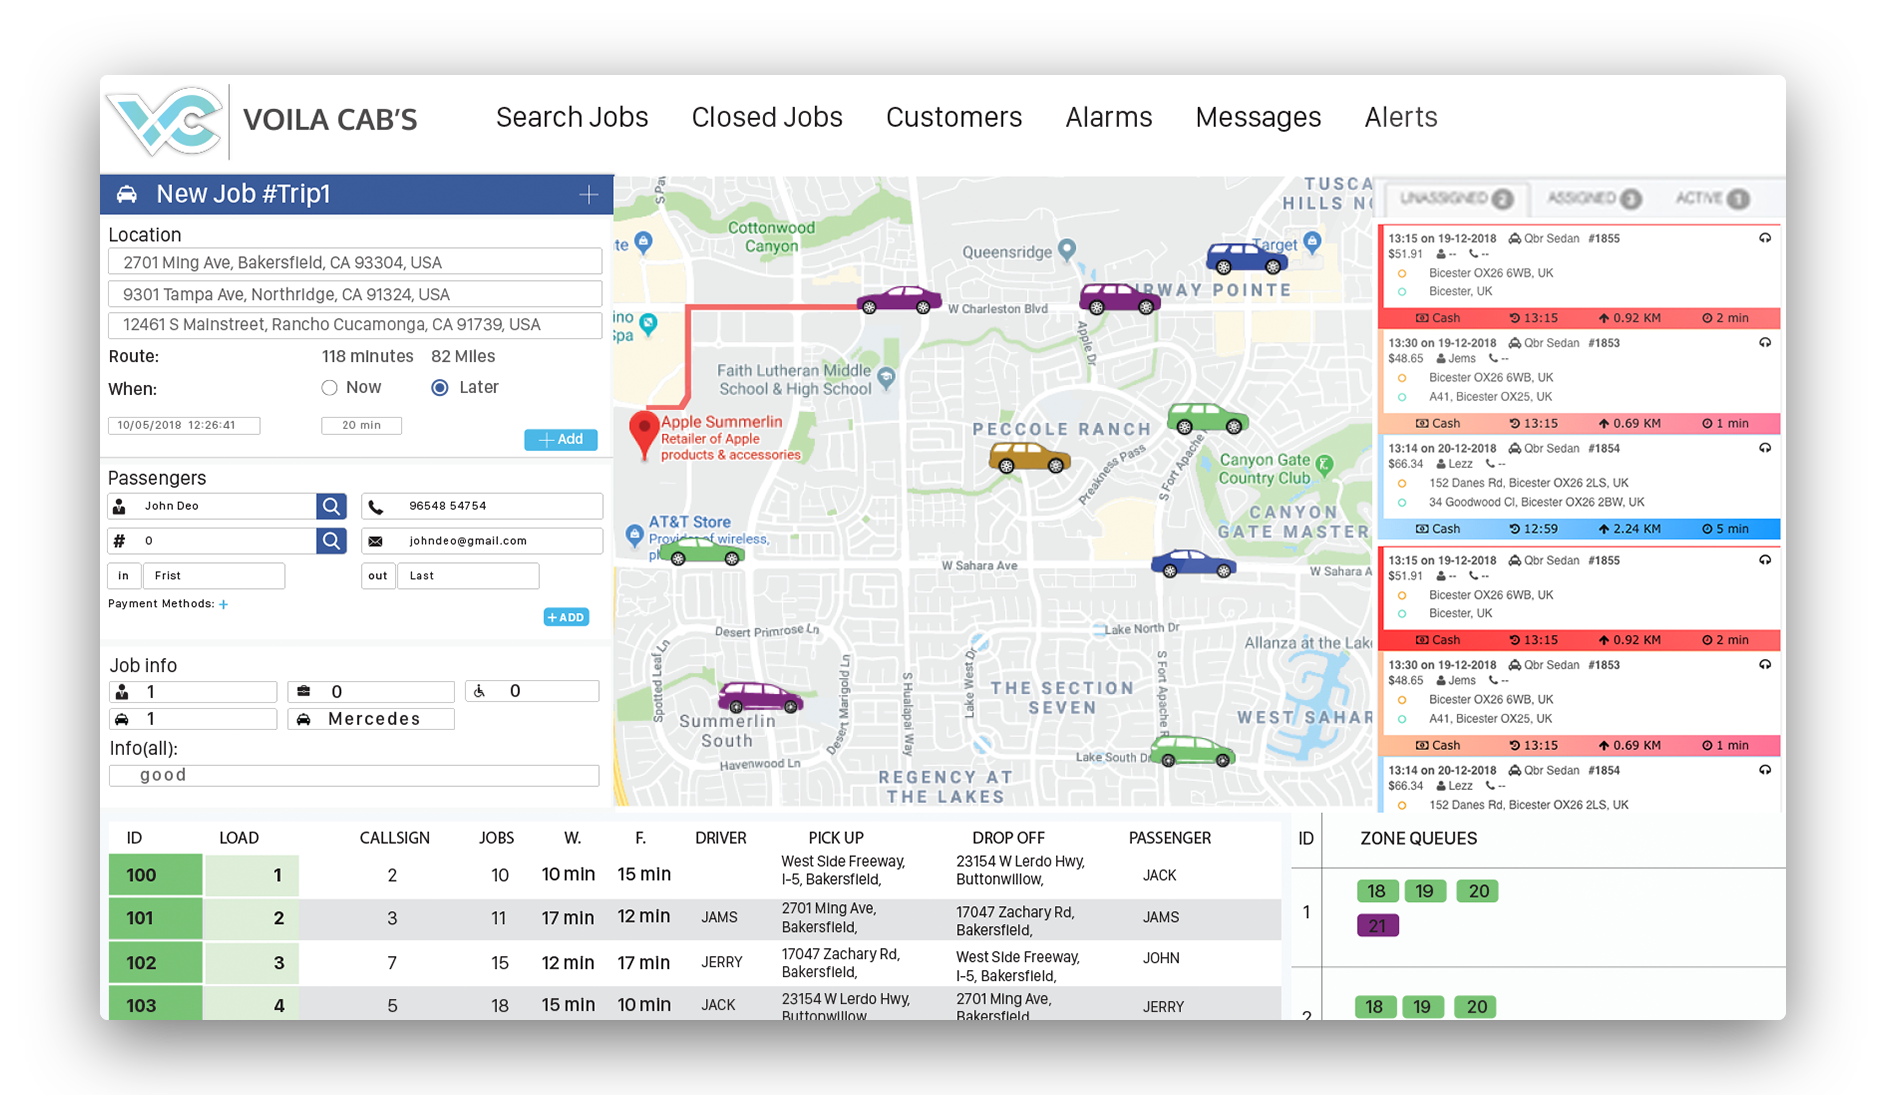 VC VOILA CAB'S Search Jobs Closed Jobs Customers Alarms Messages Alerts
New Job #Trip1 +
Location
2701 Ming Ave, Bakersfield, CA 93304, USA
9301 Tampa Ave, Northridge, CA 91324, USA
12461 S Mainstreet, Rancho Cucamonga, CA 91739, USA
Route: 118 minutes 82 Miles
When: Now Later
10/05/2018 12:26:41 20 min + Add
Passengers
John Deo 96548 54754
# 0 johndeo@gmail.com
in Frist out Last
Payment Methods: +
+ ADD
Job info
1 0 0
1 Mercedes
Info(all):
good
S Pav
TUSCA
HILLS NO
Cottonwood
Canyon
te
Queensridge
Target
RWAY POINTE
W Charleston Blvd
ino
Spa
Apple Dr
Faith Lutheran Middle
School & High School
Apple Summerlin
Retailer of Apple
products & accessories
PECCOLE RANCH
Preakness Pass
S Fort Apache
Canyon Gate
Country Club
CANYON
GATE MASTER
AT&T Store
Provider of wireless,
W Sahara Ave
W Sahara A
Desert Primrose Ln
Lake North Dr
Allanza at the Lake
Spotted Leaf Ln
Desert Marigold Ln
S Hualapai Way
Lake West Dr
S Fort Apache R
THE SECTION
SEVEN
Summerlin
South
WEST SAHAR
Havenwood Ln
Lake South Dr
REGENCY AT
THE LAKES
UNASSIGNED 2 ASSIGNED 3 ACTIVE 1
13:15 on 19-12-2018 Qbr Sedan #1855
$51.91 -- --
Bicester OX26 6WB, UK
Bicester, UK
Cash 13:15 0.92 KM 2 min
13:30 on 19-12-2018 Qbr Sedan #1853
$48.65 Jems --
Bicester OX26 6WB, UK
A41, Bicester OX25, UK
Cash 13:15 0.69 KM 1 min
13:14 on 20-12-2018 Qbr Sedan #1854
$66.34 Lezz --
152 Danes Rd, Bicester OX26 2LS, UK
34 Goodwood Cl, Bicester OX26 2BW, UK
Cash 12:59 2.24 KM 5 min
13:15 on 19-12-2018 Qbr Sedan #1855
$51.91 -- --
Bicester OX26 6WB, UK
Bicester, UK
Cash 13:15 0.92 KM 2 min
13:30 on 19-12-2018 Qbr Sedan #1853
$48.65 Jems --
Bicester OX26 6WB, UK
A41, Bicester OX25, UK
Cash 13:15 0.69 KM 1 min
13:14 on 20-12-2018 Qbr Sedan #1854
$66.34 Lezz --
152 Danes Rd, Bicester OX26 2LS, UK
ID LOAD CALLSIGN JOBS W. F. DRIVER PICK UP DROP OFF PASSENGER
100 1 2 10 10 min 15 min West Side Freeway, I-5, Bakersfield, 23154 W Lerdo Hwy, Buttonwillow, JACK
101 2 3 11 17 min 12 min JAMS 2701 Ming Ave, Bakersfield, 17047 Zachary Rd, Bakersfield, JAMS
102 3 7 15 12 min 17 min JERRY 17047 Zachary Rd, Bakersfield, West Side Freeway, I-5, Bakersfield, JOHN
103 4 5 18 15 min 10 min JACK 23154 W Lerdo Hwy, Buttonwillow 2701 Ming Ave, Bakersfield JERRY
ID ZONE QUEUES
1 18 19 20
21
2 18 19 20